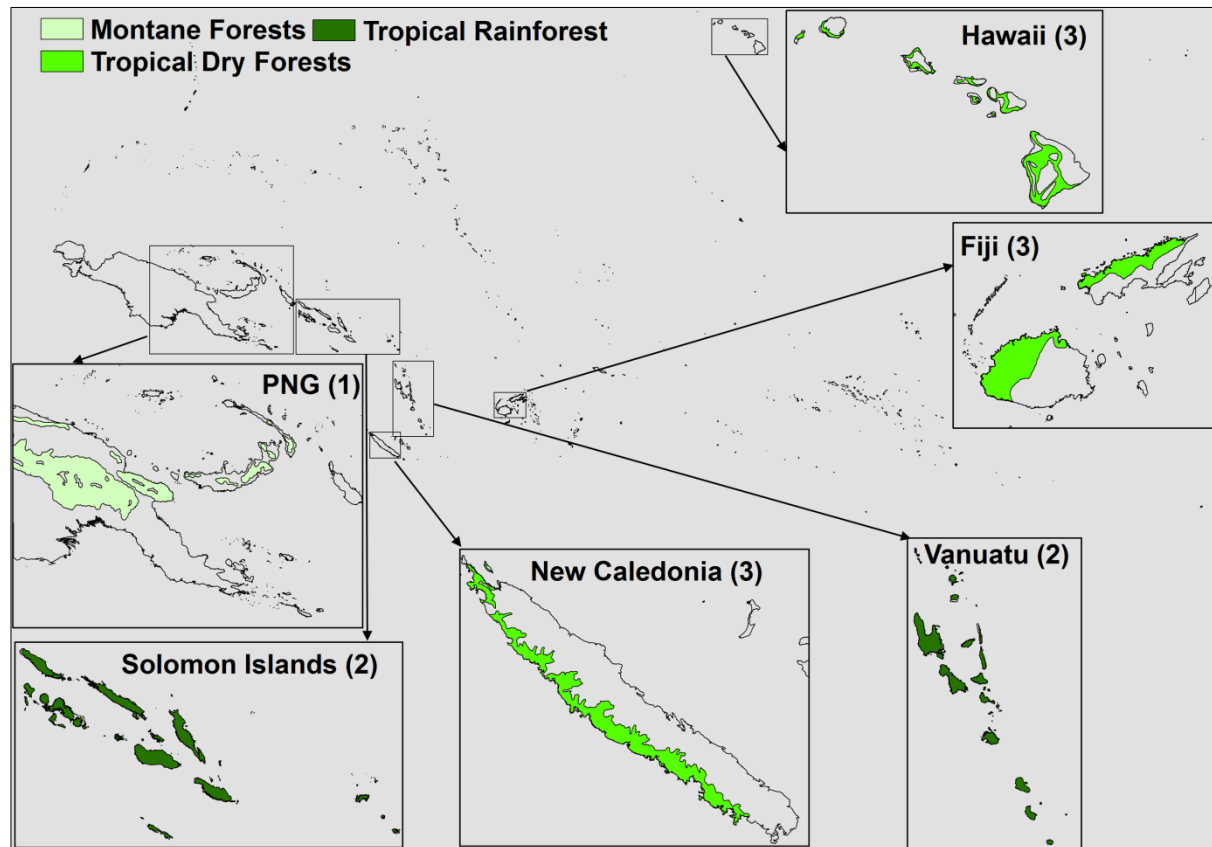 Montane Forests Tropical Rainforest
Tropical Dry Forests
Hawaii (3)
Fiji (3)
PNG (1)
New Caledonia (3)
Vanuatu (2)
Solomon Islands (2)